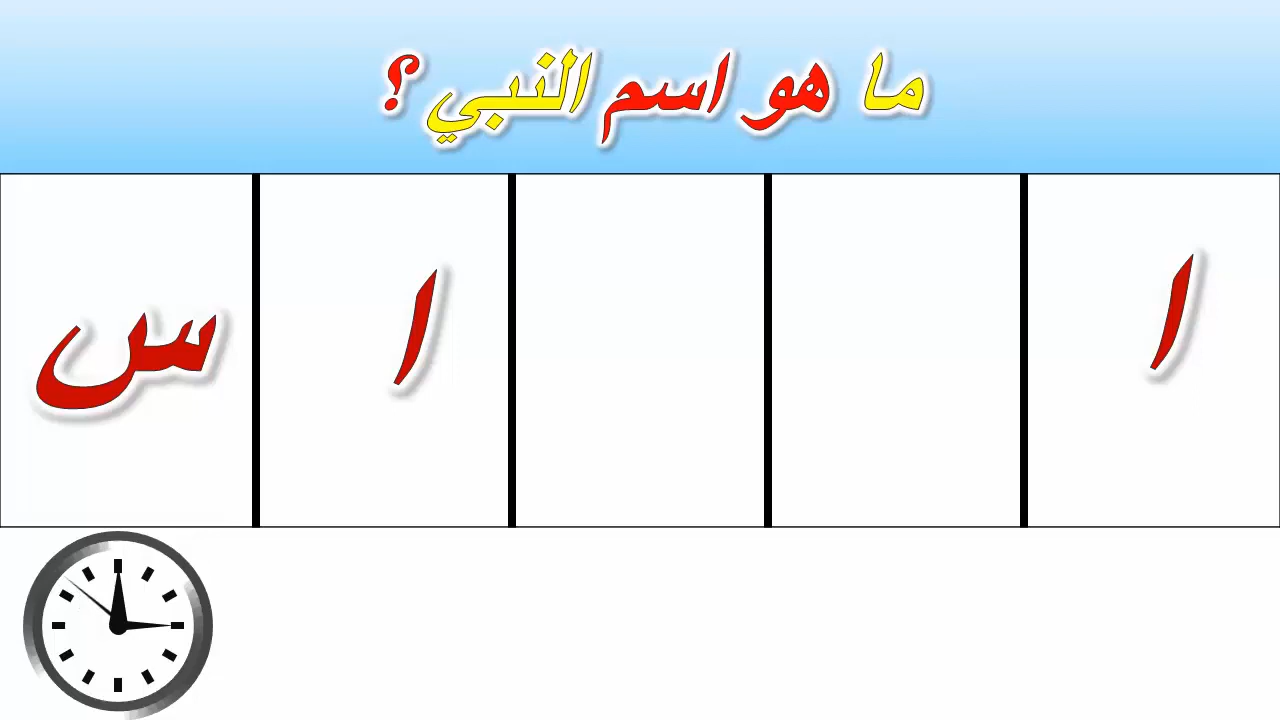 ما هو اسم النبي ؟
ا ا س